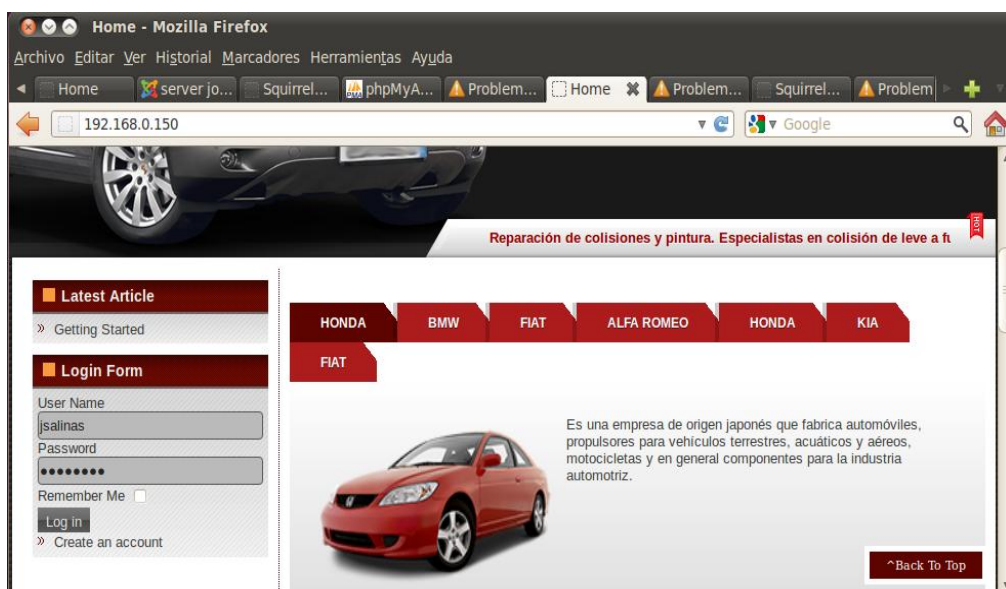 Home - Mozilla Firefox
Archivo Editar Ver Historial Marcadores Herramientas Ayuda
Home server jo... Squirrel... phpMyA... Problem... Home Problem... Squirrel... Problem
192.168.0.150 Google
HOT
Reparación de colisiones y pintura. Especialistas en colisión de leve a fu
Latest Article
» Getting Started
Login Form
User Name
jsalinas
Password
••••••••
Remember Me
Log in
» Create an account
HONDA BMW FIAT ALFA ROMEO HONDA KIA
FIAT
Es una empresa de origen japonés que fabrica automóviles,
propulsores para vehículos terrestres, acuáticos y aéreos,
motocicletas y en general componentes para la industria
automotriz.
^Back To Top